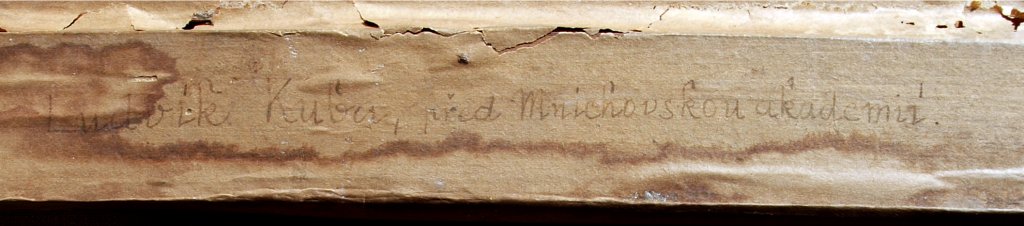 Ludvík Kuba, před Mnichovskou akademií.